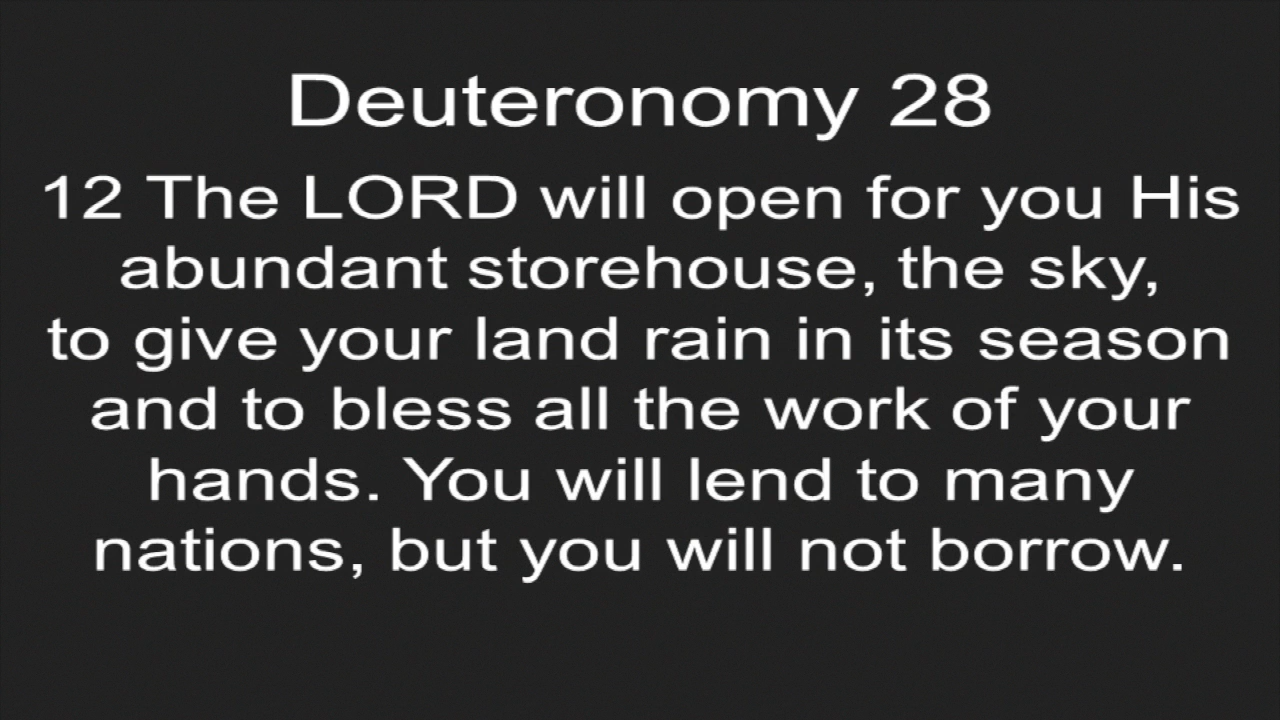 Deuteronomy 28
12 The LORD will open for you His
abundant storehouse, the sky,
to give your land rain in its season
and to bless all the work of your
hands. You will lend to many
nations, but you will not borrow.